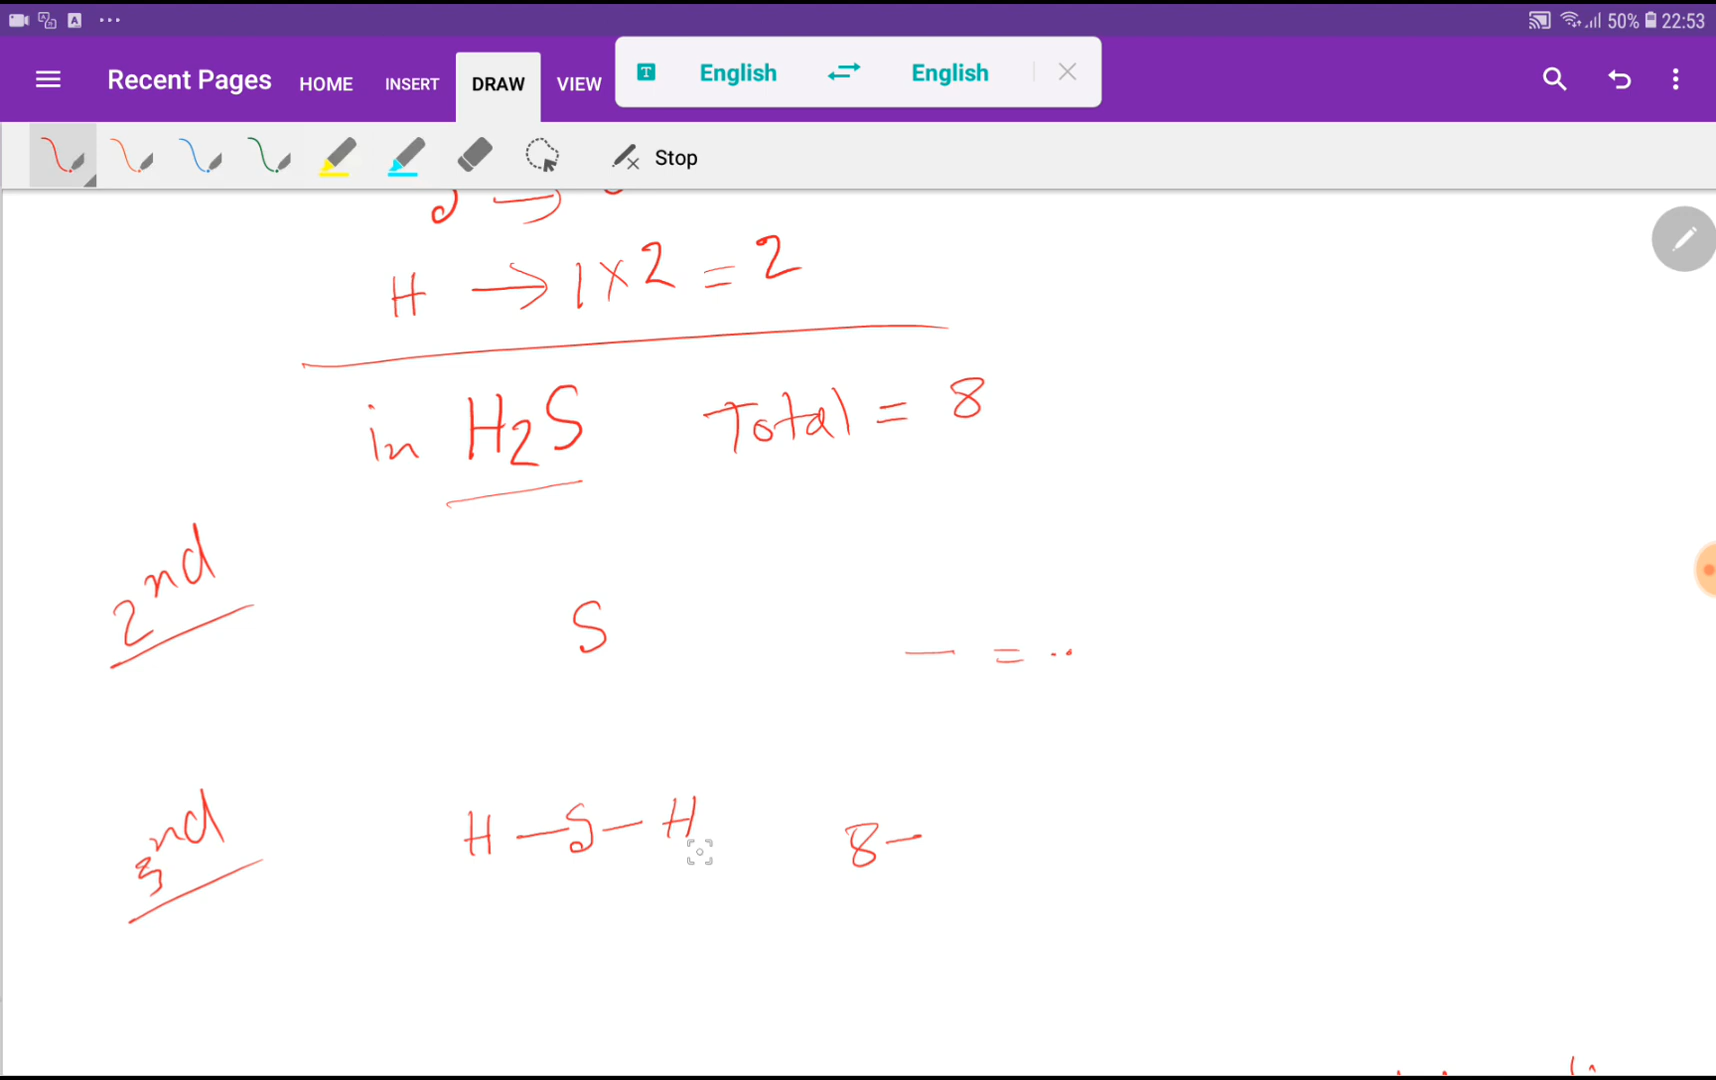 50% 22:53
Recent Pages HOME INSERT DRAW VIEW English English
Stop
H → 1 × 2 = 2
in H2S Total = 8
2nd
S
— = ..
3nd
H — S — H 8 —